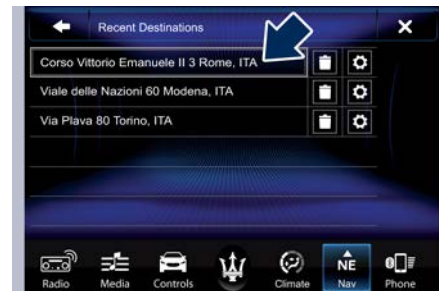 Recent Destinations
Corso Vittorio Emanuele II 3 Rome, ITA
Viale delle Nazioni 60 Modena, ITA
Via Plava 80 Torino, ITA
NE
Radio Media Controls Climate Nav Phone